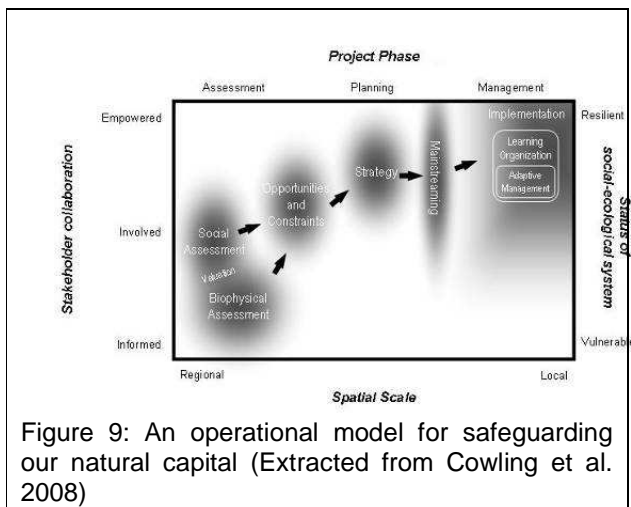 Project Phase
Assessment Planning Management
Empowered
Involved
Informed
Stakeholder collaboration
Implementation
Learning
Organization
Adaptive
Management
Mainstreaming
Strategy
Opportunities
and
Constraints
Social
Assessment
Valuation
Biophysical
Assessment
Resilient
Vulnerable
Status of
social-ecological system
Regional Local
Spatial Scale
Figure 9: An operational model for safeguarding
our natural capital (Extracted from Cowling et al.
2008)